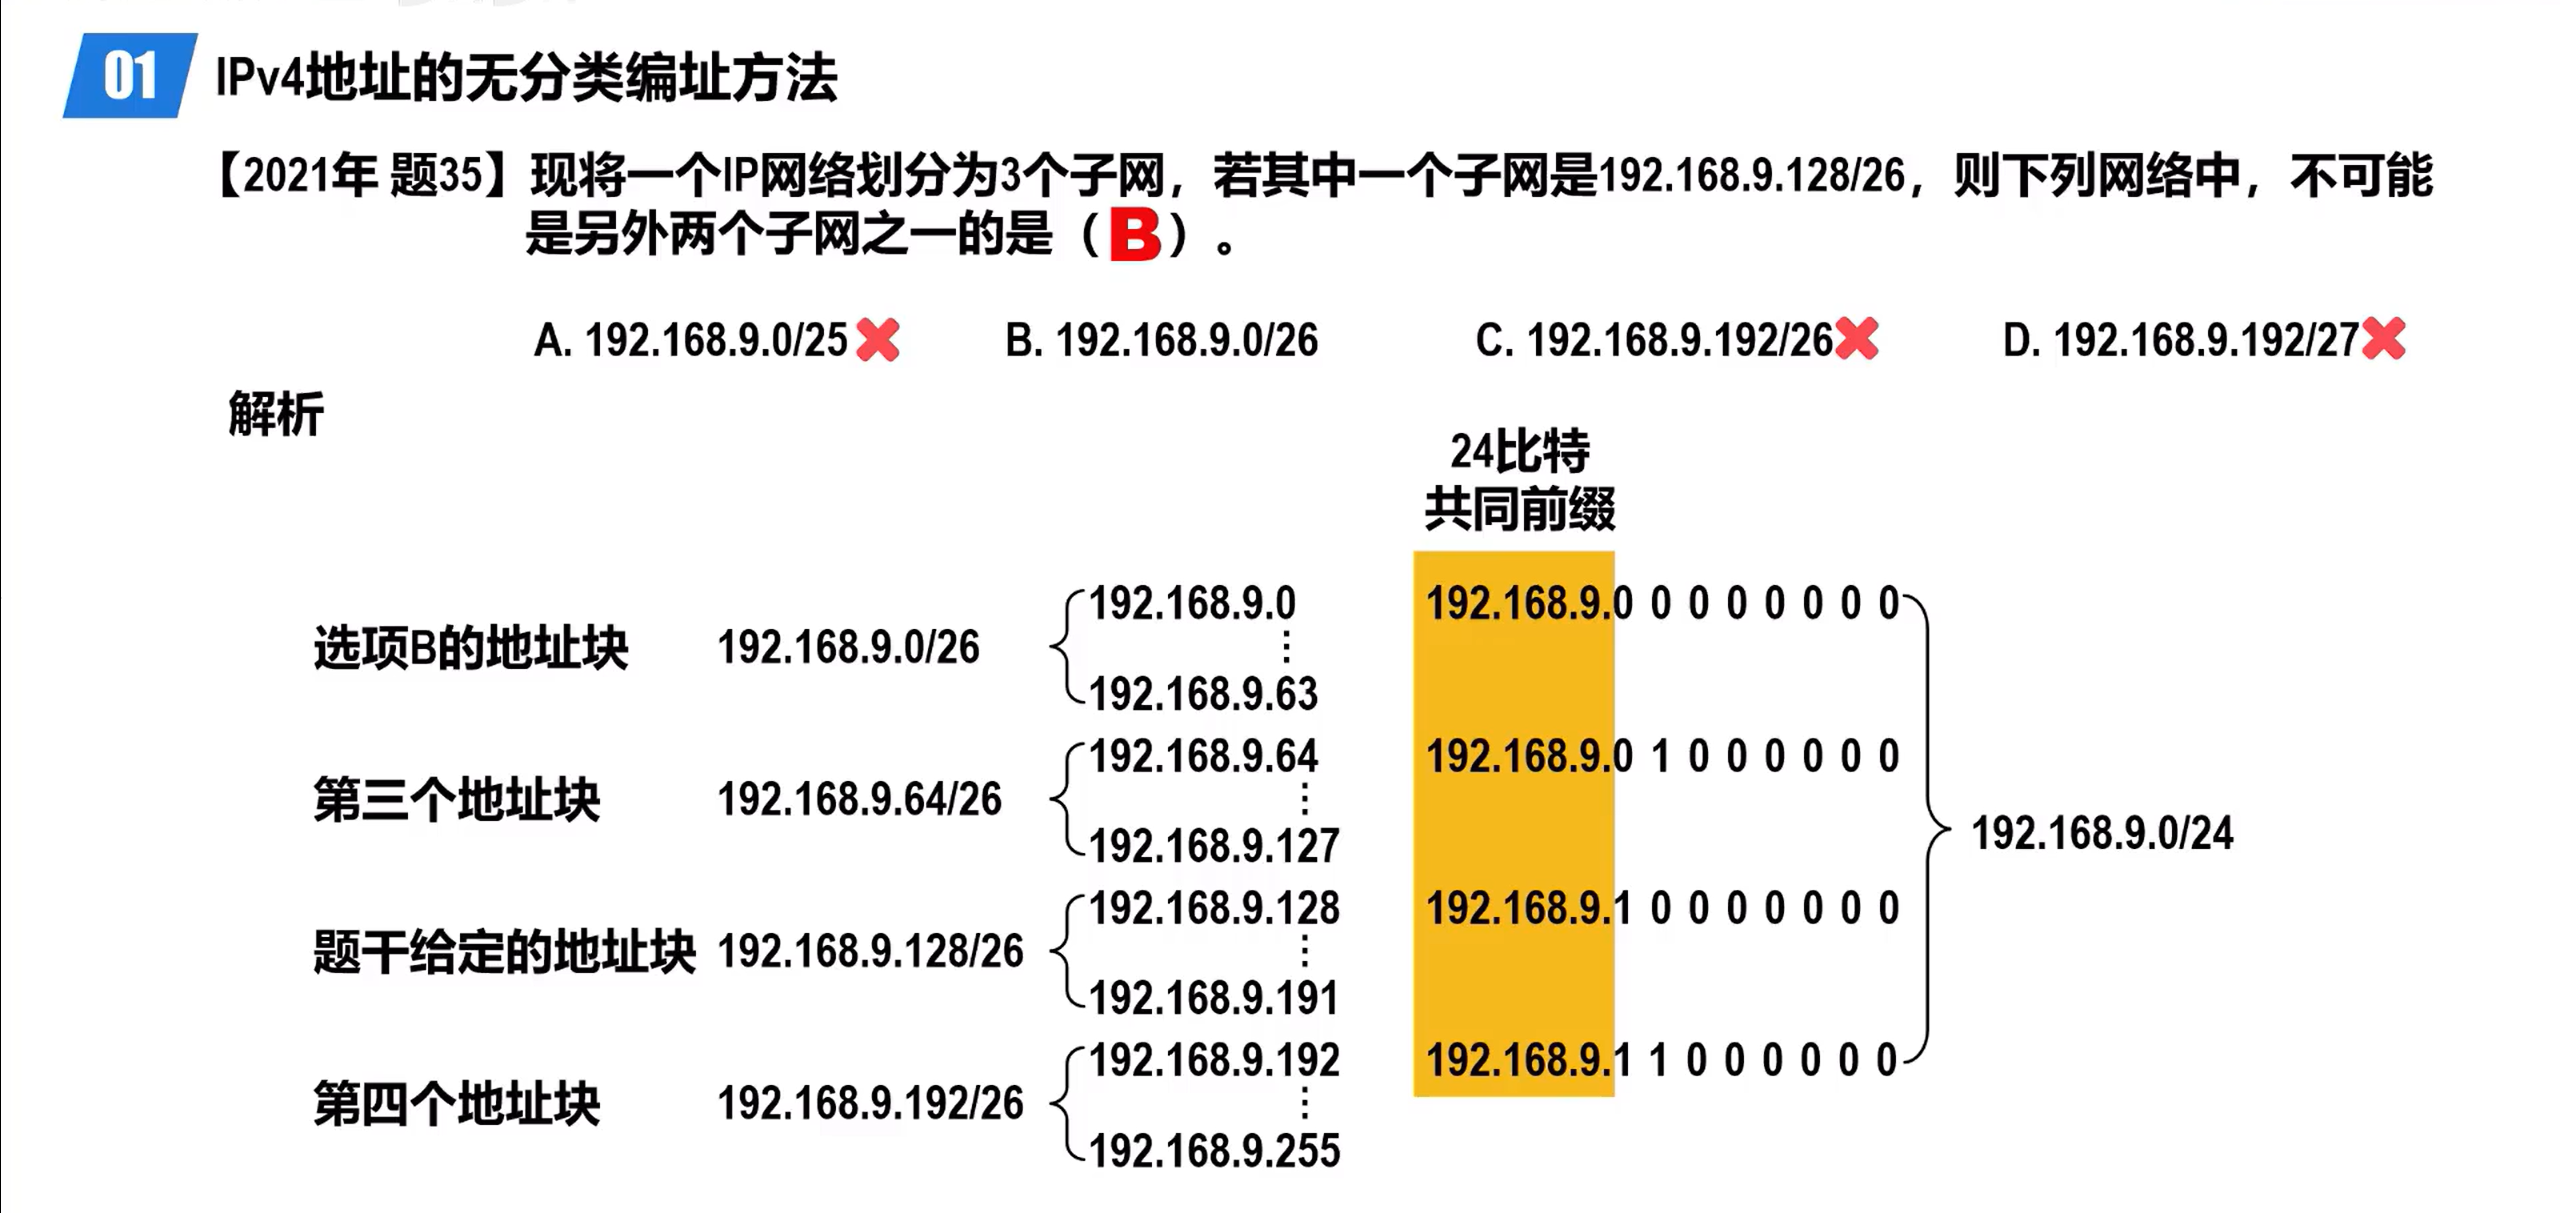 01 IPv4地址的无分类编址方法
【2021年 题35】现将一个IP网络划分为3个子网，若其中一个子网是192.168.9.128/26，则下列网络中，不可能
是另外两个子网之一的是（B）。
A. 192.168.9.0/25 B. 192.168.9.0/26 C. 192.168.9.192/26 D. 192.168.9.192/27
解析
24比特
共同前缀
192.168.9.0 192.168.9.0 0 0 0 0 0 0 0
选项B的地址块 192.168.9.0/26
192.168.9.63
192.168.9.64 192.168.9.0 1 0 0 0 0 0 0
第三个地址块 192.168.9.64/26
192.168.9.0/24
192.168.9.127
192.168.9.128 192.168.9.1 0 0 0 0 0 0 0
题干给定的地址块 192.168.9.128/26
192.168.9.191
192.168.9.192 192.168.9.1 1 0 0 0 0 0 0
第四个地址块 192.168.9.192/26
192.168.9.255